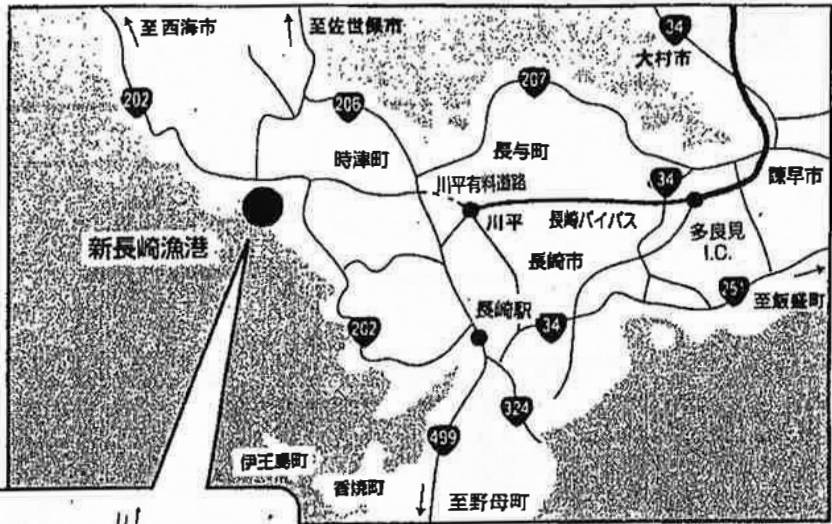 至西海市
至佐世保市
34
大村市
202
206
207
時津町
長与町
川平有料道路
34
諫早市
川平
長崎バイパス
多良見
I.C.
新長崎漁港
長崎市
251
至飯盛町
長崎駅
202
34
324
499
伊王島町
香焼町
至野母町